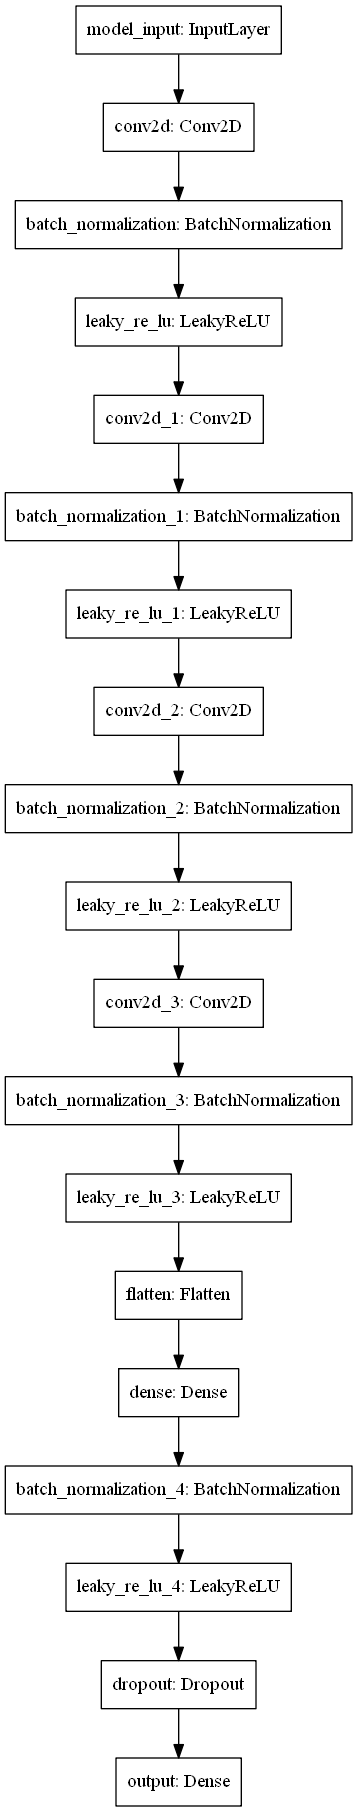 model_input: InputLayer
conv2d: Conv2D
batch_normalization: BatchNormalization
leaky_re_lu: LeakyReLU
conv2d_1: Conv2D
batch_normalization_1: BatchNormalization
leaky_re_lu_1: LeakyReLU
conv2d_2: Conv2D
batch_normalization_2: BatchNormalization
leaky_re_lu_2: LeakyReLU
conv2d_3: Conv2D
batch_normalization_3: BatchNormalization
leaky_re_lu_3: LeakyReLU
flatten: Flatten
dense: Dense
batch_normalization_4: BatchNormalization
leaky_re_lu_4: LeakyReLU
dropout: Dropout
output: Dense